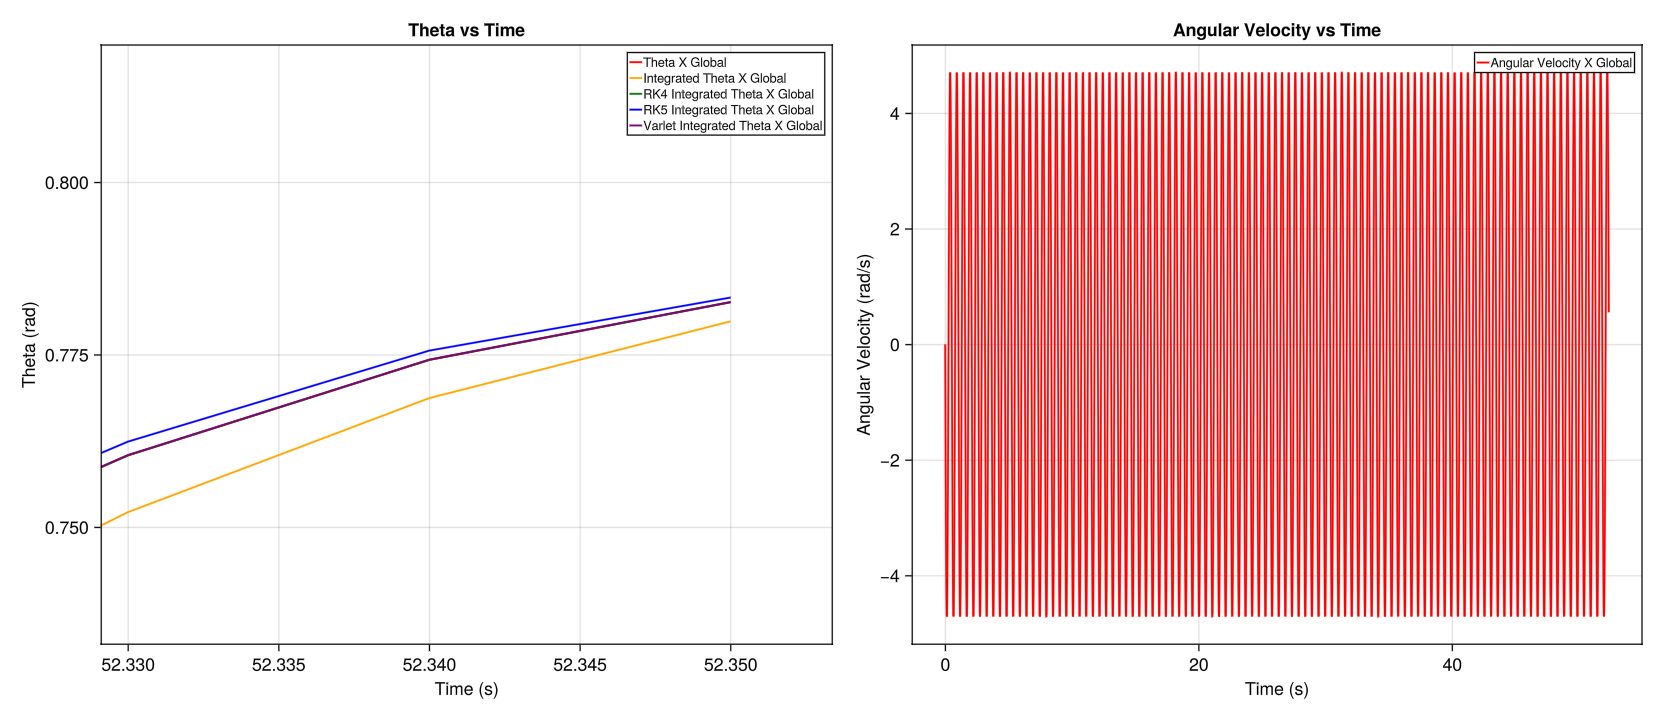 Theta vs Time
Theta X Global
Integrated Theta X Global
RK4 Integrated Theta X Global
RK5 Integrated Theta X Global
Varlet Integrated Theta X Global
Theta (rad)
0.800
0.775
0.750
52.330
52.335
52.340
52.345
52.350
Time (s)
Angular Velocity vs Time
Angular Velocity X Global
Angular Velocity (rad/s)
4
2
0
−2
−4
0
20
40
Time (s)